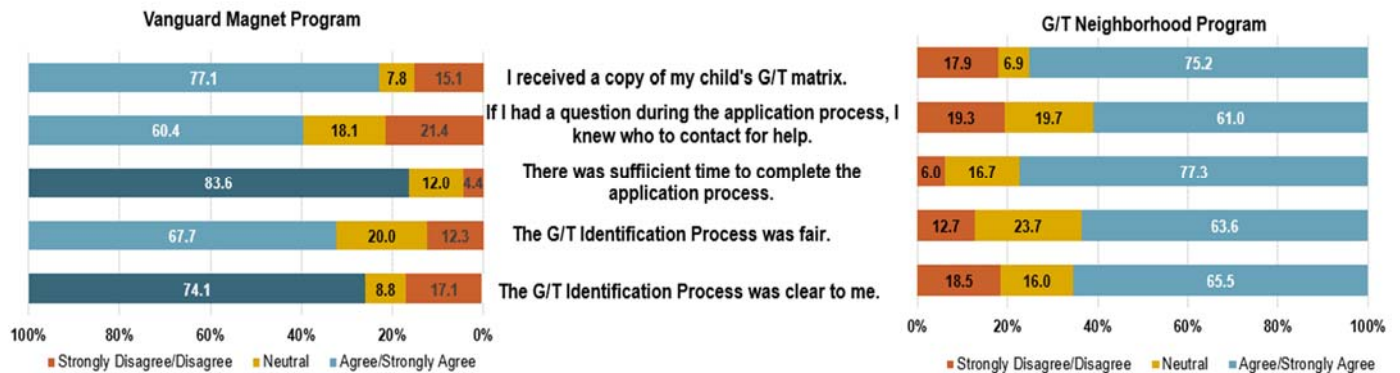 Vanguard Magnet Program
G/T Neighborhood Program
77.1 7.8 15.1
I received a copy of my child's G/T matrix.
17.9 6.9 75.2
60.4 18.1 21.4
If I had a question during the application process, I
knew who to contact for help.
19.3 19.7 61.0
83.6 12.0 4.4
There was suffiicient time to complete the
application process.
6.0 16.7 77.3
67.7 20.0 12.3
The G/T Identification Process was fair.
12.7 23.7 63.6
74.1 8.8 17.1
The G/T Identification Process was clear to me.
18.5 16.0 65.5
100% 80% 60% 40% 20% 0%
0% 20% 40% 60% 80% 100%
Strongly Disagree/Disagree Neutral Agree/Strongly Agree
Strongly Disagree/Disagree Neutral Agree/Strongly Agree